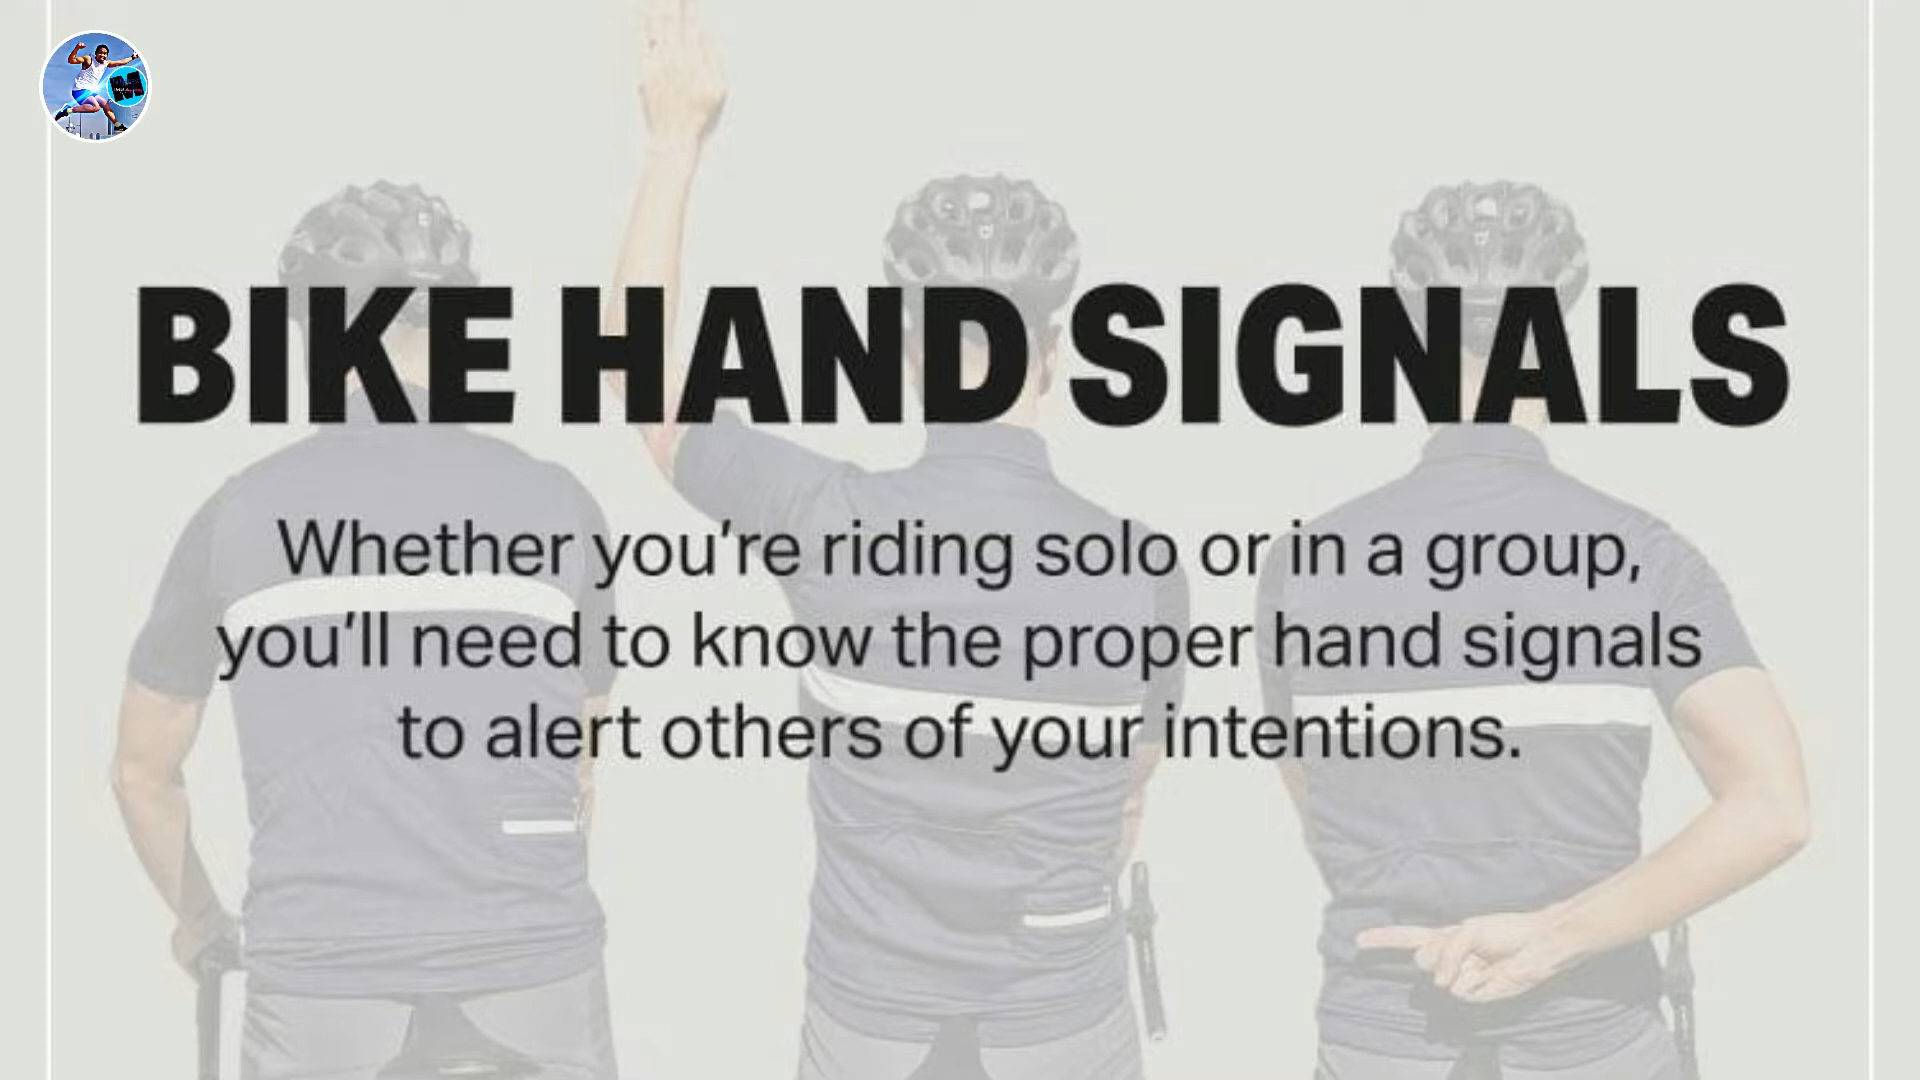 BIKE HAND SIGNALS
Whether you’re riding solo or in a group,
you’ll need to know the proper hand signals
to alert others of your intentions.